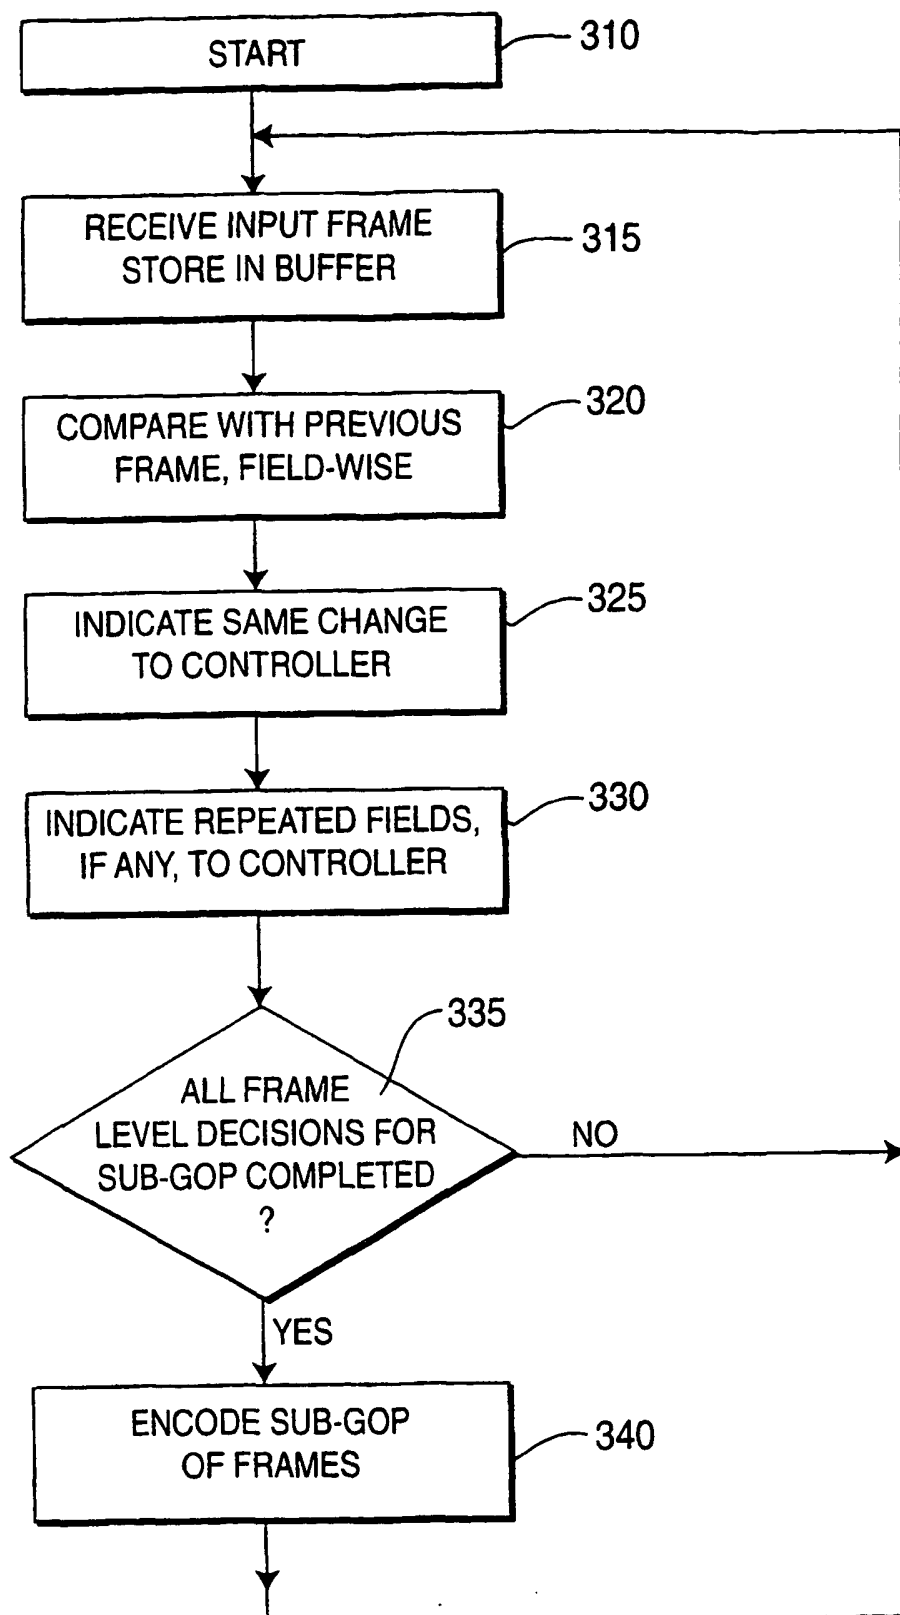 START
310
RECEIVE INPUT FRAME
STORE IN BUFFER
315
COMPARE WITH PREVIOUS
FRAME, FIELD-WISE
320
INDICATE SAME CHANGE
TO CONTROLLER
325
INDICATE REPEATED FIELDS,
IF ANY, TO CONTROLLER
330
335
ALL FRAME
LEVEL DECISIONS FOR
SUB-GOP COMPLETED
?
NO
YES
ENCODE SUB-GOP
OF FRAMES
340